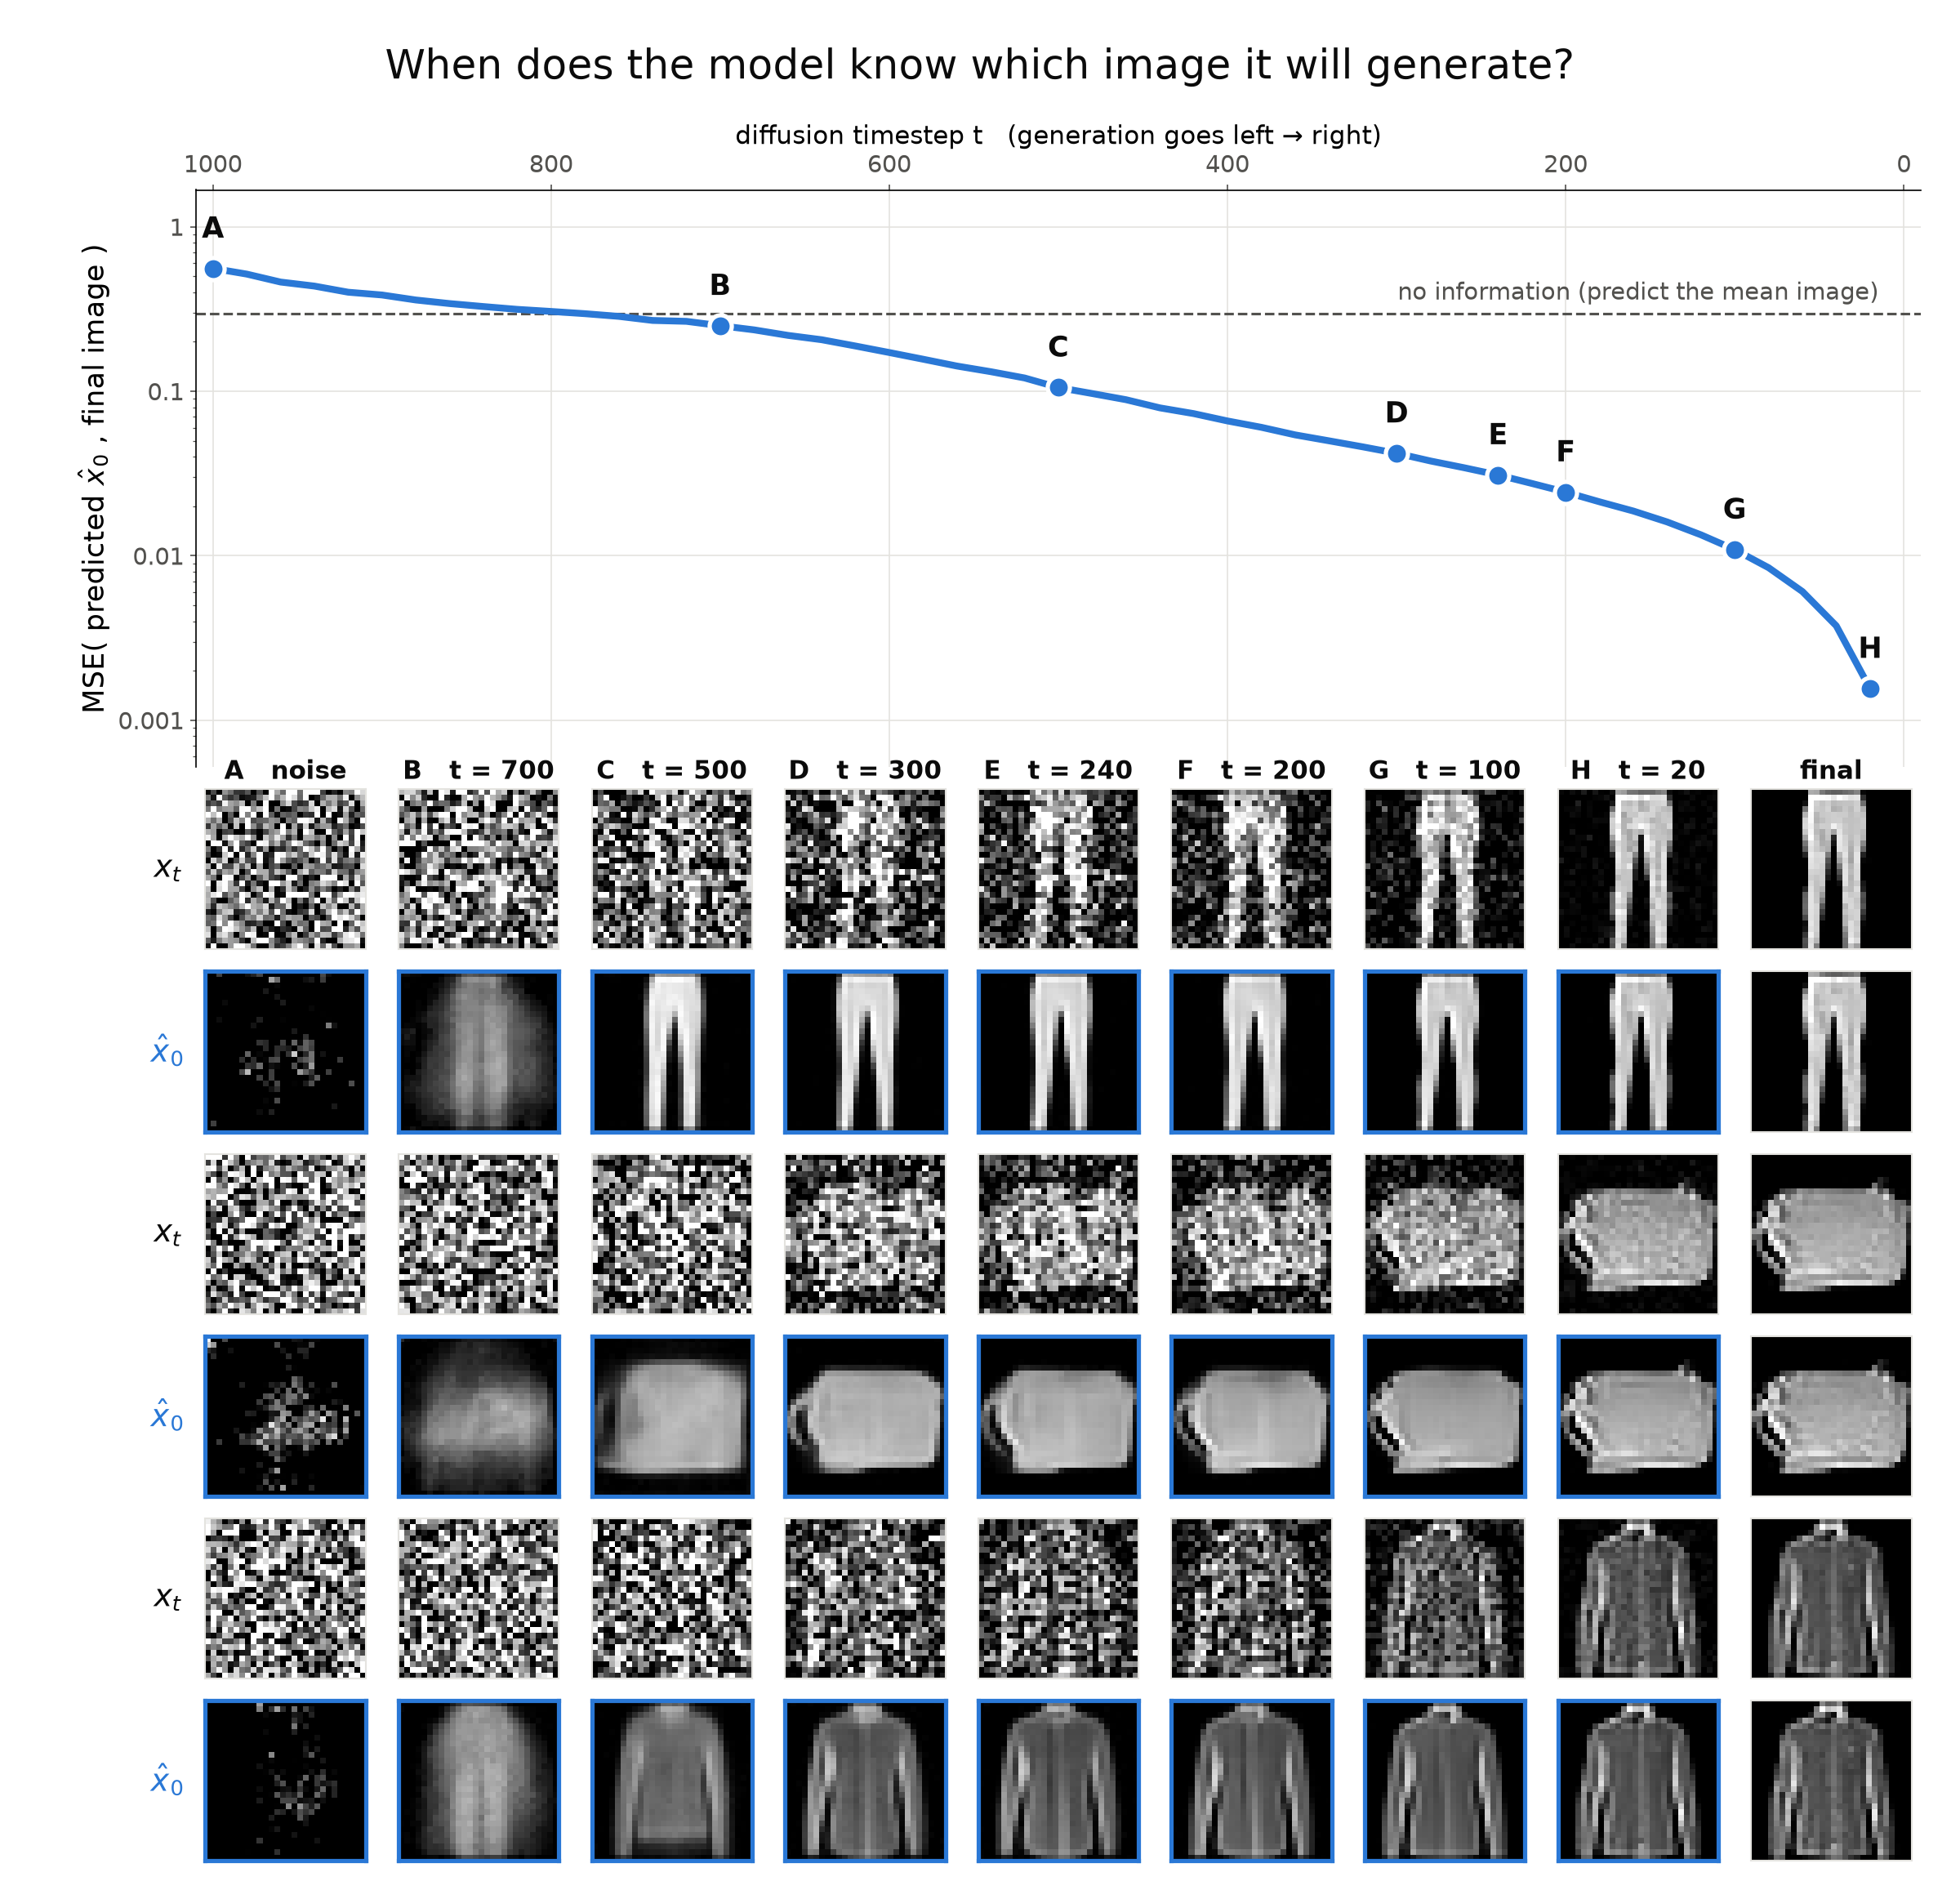 When does the model know which image it will generate?
diffusion timestep t (generation goes left → right)
1000 800 600 400 200 0
MSE( predicted x̂₀ , final image )
1
0.1
0.01
0.001
no information (predict the mean image)
A
B
C
D
E
F
G
H
A noise B t = 700 C t = 500 D t = 300 E t = 240 F t = 200 G t = 100 H t = 20 final
xₜ
x̂₀
xₜ
x̂₀
xₜ
x̂₀